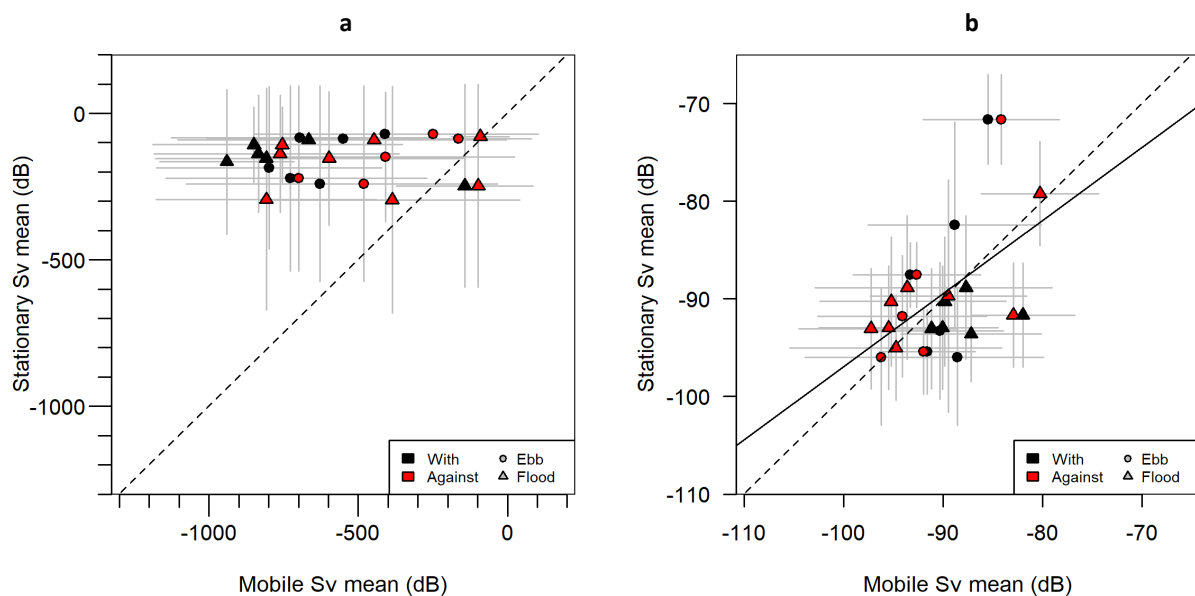 a
0
-500
-1000
Stationary Sv mean (dB)
With
Against
Ebb
Flood
-1000 -500 0
Mobile Sv mean (dB)
b
-70
-80
-90
-100
-110
Stationary Sv mean (dB)
With
Against
Ebb
Flood
-110 -100 -90 -80 -70
Mobile Sv mean (dB)